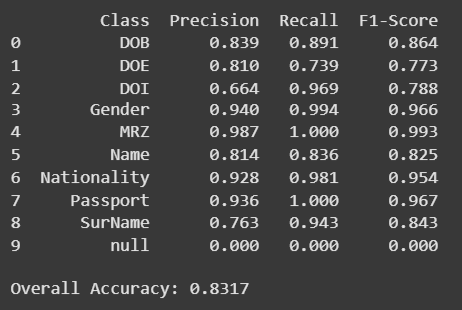 Class Precision Recall F1-Score
0 DOB 0.839 0.891 0.864
1 DOE 0.810 0.739 0.773
2 DOI 0.664 0.969 0.788
3 Gender 0.940 0.994 0.966
4 MRZ 0.987 1.000 0.993
5 Name 0.814 0.836 0.825
6 Nationality 0.928 0.981 0.954
7 Passport 0.936 1.000 0.967
8 SurName 0.763 0.943 0.843
9 null 0.000 0.000 0.000
Overall Accuracy: 0.8317